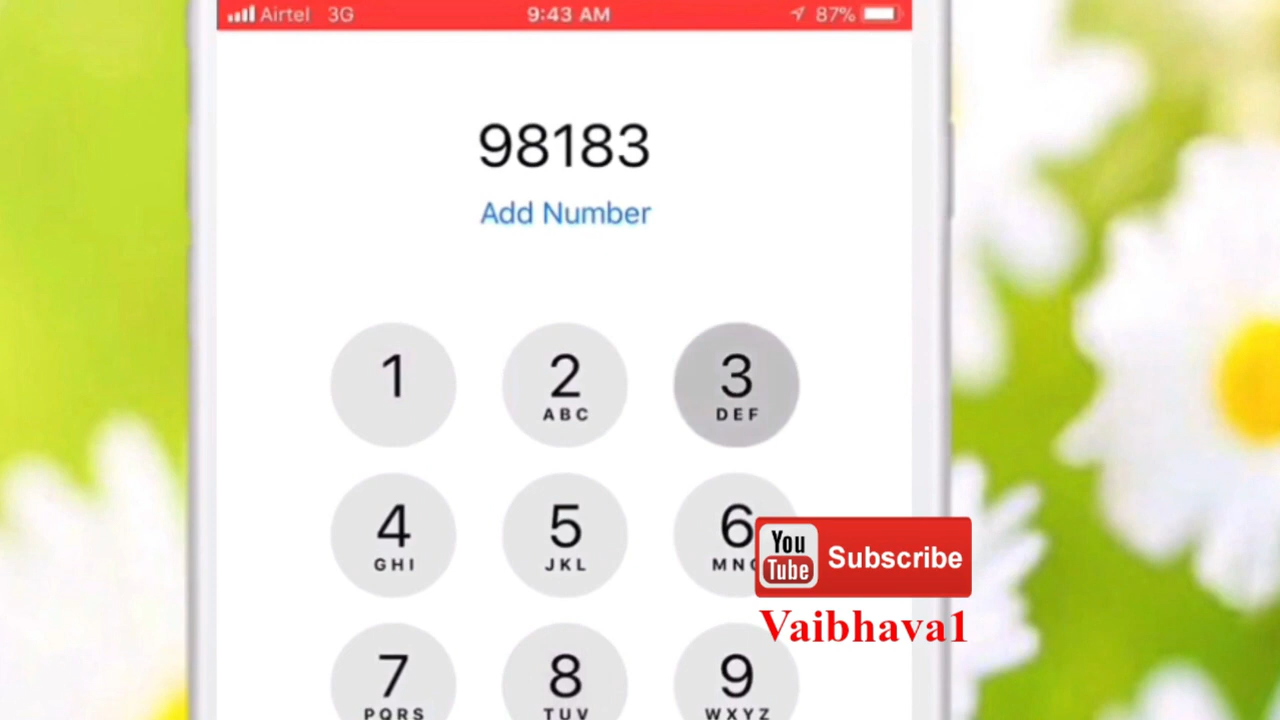 Airtel 3G 9:43 AM 87%
98183
Add Number
1 2 3
ABC DEF
4 5 6
GHI JKL MNO
You Tube Subscribe
Vaibhava1
7 8 9
PQRS TUV WXYZ